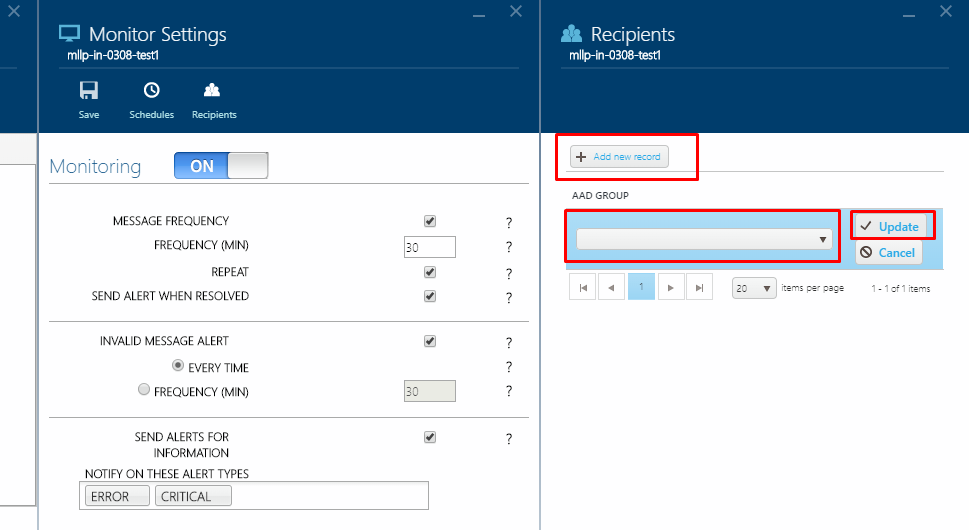 Monitor Settings
mllp-in-0308-test1
Save
Schedules
Recipients
Monitoring
ON
MESSAGE FREQUENCY
?
FREQUENCY (MIN)
30
?
REPEAT
?
SEND ALERT WHEN RESOLVED
?
INVALID MESSAGE ALERT
?
EVERY TIME
?
FREQUENCY (MIN)
30
?
SEND ALERTS FOR
INFORMATION
?
NOTIFY ON THESE ALERT TYPES
ERROR
CRITICAL
Recipients
mllp-in-0308-test1
Add new record
AAD GROUP
Update
Cancel
1
20
items per page
1 - 1 of 1 items